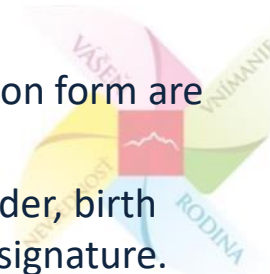 VÁŠEŇ
VNÍMANIE
on form are
der, birth
RODINA
signature.